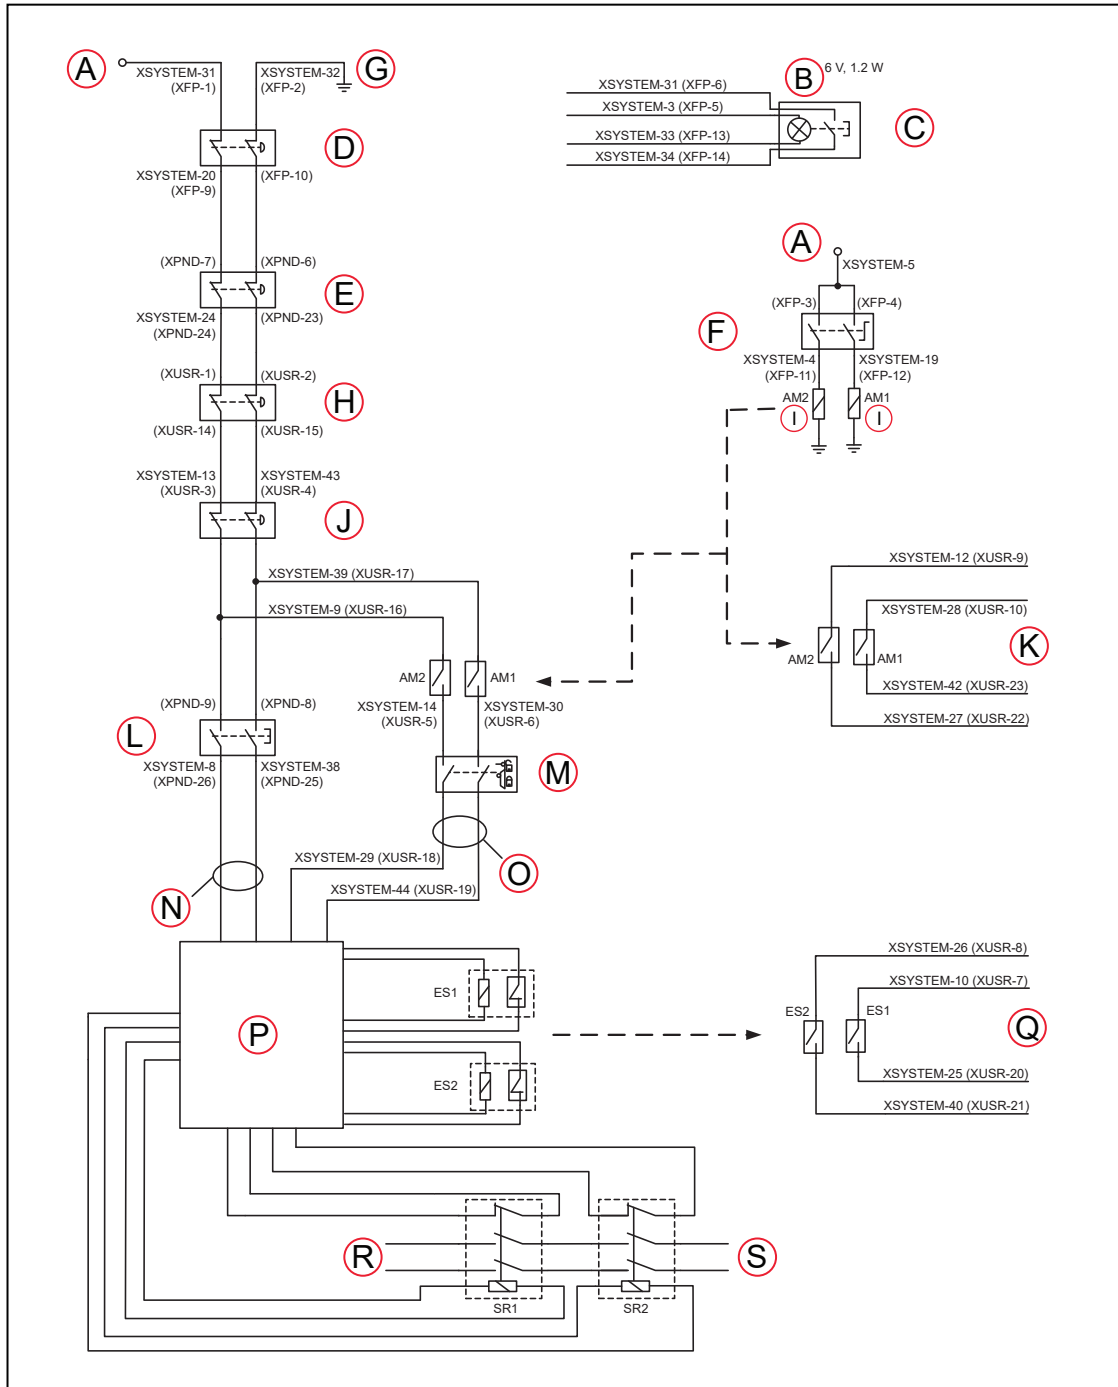 A
XSYSTEM-31
(XFP-1)
XSYSTEM-32
(XFP-2)
G
B
6 V, 1.2 W
XSYSTEM-31 (XFP-6)
XSYSTEM-3 (XFP-5)
XSYSTEM-33 (XFP-13)
XSYSTEM-34 (XFP-14)
C
D
XSYSTEM-20
(XFP-9)
(XFP-10)
A
XSYSTEM-5
(XPND-7)
(XPND-6)
E
(XFP-3)
(XFP-4)
F
XSYSTEM-24
(XPND-24)
(XPND-23)
XSYSTEM-4
(XFP-11)
XSYSTEM-19
(XFP-12)
(XUSR-1)
(XUSR-2)
H
AM2
I
AM1
I
(XUSR-14)
(XUSR-15)
XSYSTEM-13
(XUSR-3)
XSYSTEM-43
(XUSR-4)
J
XSYSTEM-39 (XUSR-17)
XSYSTEM-9 (XUSR-16)
XSYSTEM-12 (XUSR-9)
XSYSTEM-28 (XUSR-10)
K
AM2
AM1
XSYSTEM-42 (XUSR-23)
XSYSTEM-27 (XUSR-22)
AM2
AM1
XSYSTEM-14
(XUSR-5)
XSYSTEM-30
(XUSR-6)
(XPND-9)
(XPND-8)
L
XSYSTEM-8
(XPND-26)
XSYSTEM-38
(XPND-25)
M
XSYSTEM-29 (XUSR-18)
O
XSYSTEM-44 (XUSR-19)
N
XSYSTEM-26 (XUSR-8)
XSYSTEM-10 (XUSR-7)
ES1
ES2
ES1
P
Q
ES2
XSYSTEM-25 (XUSR-20)
XSYSTEM-40 (XUSR-21)
R
S
SR1
SR2